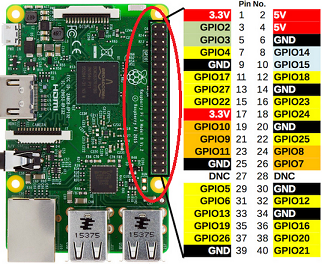 Pin No.
3.3V 1 2 5V
GPIO2 3 4 5V
GPIO3 5 6 GND
GPIO4 7 8 GPIO14
GND 9 10 GPIO15
GPIO17 11 12 GPIO18
GPIO27 13 14 GND
GPIO22 15 16 GPIO23
3.3V 17 18 GPIO24
GPIO10 19 20 GND
GPIO9 21 22 GPIO25
GPIO11 23 24 GPIO8
GND 25 26 GPIO7
DNC 27 28 DNC
GPIO5 29 30 GND
GPIO6 31 32 GPIO12
GPIO13 33 34 GND
GPIO19 35 36 GPIO16
GPIO26 37 38 GPIO20
GND 39 40 GPIO21
HDMI
15375
15375